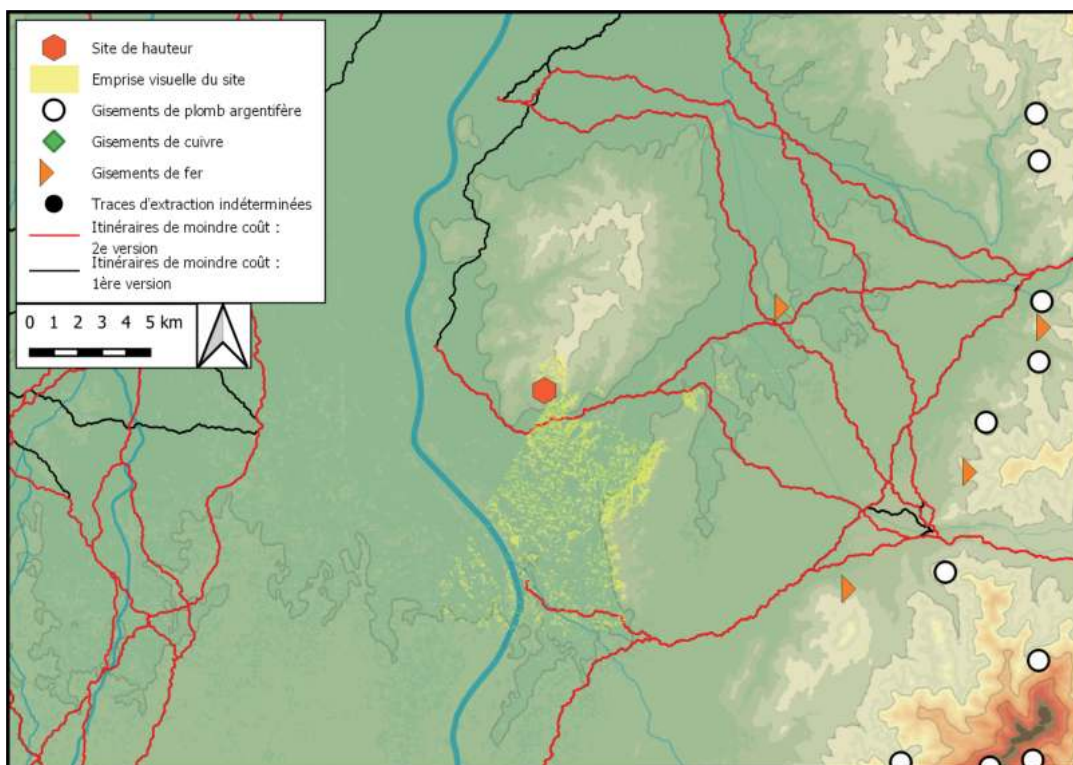 Site de hauteur
Emprise visuelle du site
Gisements de plomb argentifère
Gisements de cuivre
Gisements de fer
Traces d'extraction indéterminées
Itinéraires de moindre coût :
2e version
Itinéraires de moindre coût :
1ère version
0 1 2 3 4 5 km